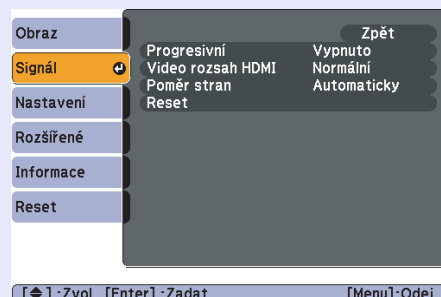 Obraz
Signál
Nastavení
Rozšířené
Informace
Reset
Zpět
Progresivní Vypnuto
Video rozsah HDMI Normální
Poměr stran Automaticky
Reset
[ ] :Zvol [Enter] :Zadat [Menu]:Odej